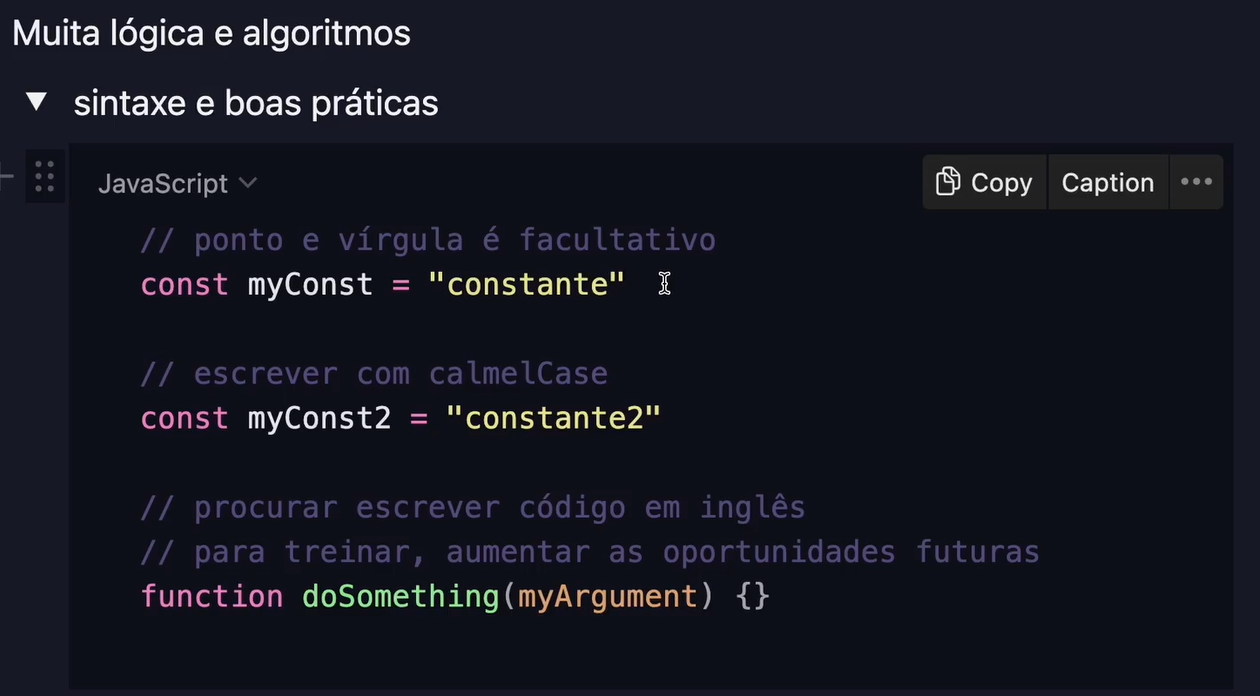 Muita lógica e algoritmos
sintaxe e boas práticas
JavaScript
Copy Caption
// ponto e vírgula é facultativo
const myConst = "constante"
// escrever com calmelCase
const myConst2 = "constante2"
// procurar escrever código em inglês
// para treinar, aumentar as oportunidades futuras
function doSomething(myArgument) {}